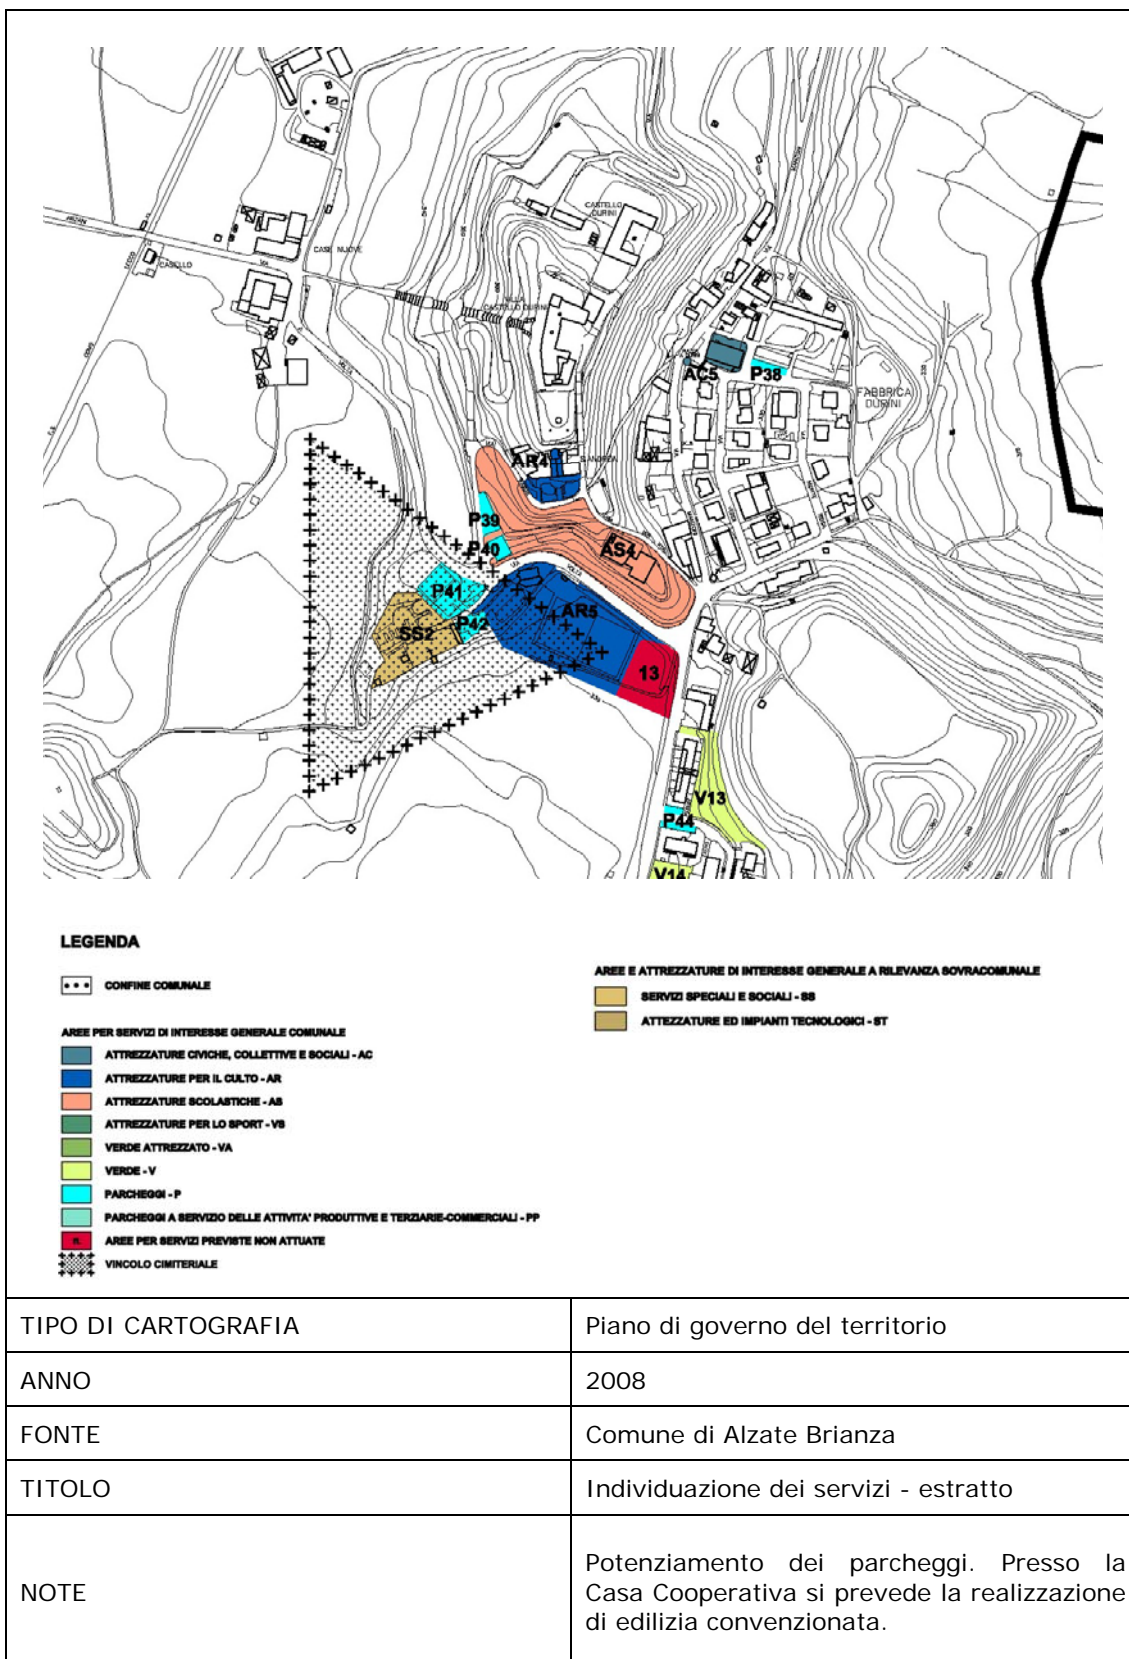 CASTELLO
DURINI
CASE NUOVE
CASELLO
VILLA
CASTELLO DURINI
VIA
VOLTA
AC5
P38
FABBRICA
DURINI
AR4
S. ANDREA
P39
P40
AS4
P41
AR5
P42
SS2
13
V13
P44
V14
LEGENDA
CONFINE COMUNALE
AREE PER SERVIZI DI INTERESSE GENERALE COMUNALE
ATTREZZATURE CIVICHE, COLLETTIVE E SOCIALI - AC
ATTREZZATURE PER IL CULTO - AR
ATTREZZATURE SCOLASTICHE - AS
ATTREZZATURE PER LO SPORT - VS
VERDE ATTREZZATO - VA
VERDE - V
PARCHEGGI - P
PARCHEGGI A SERVIZIO DELLE ATTIVITA' PRODUTTIVE E TERZIARIE-COMMERCIALI - PP
n. AREE PER SERVIZI PREVISTE NON ATTUATE
VINCOLO CIMITERIALE
AREE E ATTREZZATURE DI INTERESSE GENERALE A RILEVANZA SOVRACOMUNALE
SERVIZI SPECIALI E SOCIALI - SS
ATTEZZATURE ED IMPIANTI TECNOLOGICI - ST
TIPO DI CARTOGRAFIA
Piano di governo del territorio
ANNO
2008
FONTE
Comune di Alzate Brianza
TITOLO
Individuazione dei servizi - estratto
NOTE
Potenziamento dei parcheggi. Presso la
Casa Cooperativa si prevede la realizzazione
di edilizia convenzionata.